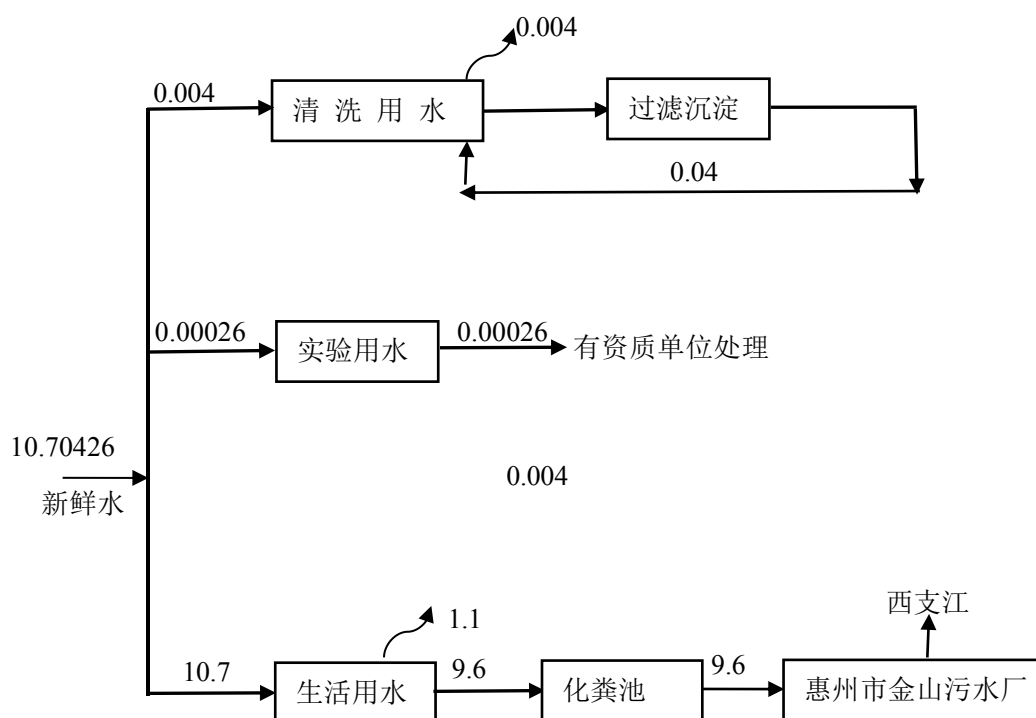 0.004
0.004
清 洗 用 水
过滤沉淀
0.04
0.00026
实验用水
0.00026
有资质单位处理
10.70426
新鲜水
0.004
西支江
1.1
10.7
生活用水
9.6
化粪池
9.6
惠州市金山污水厂